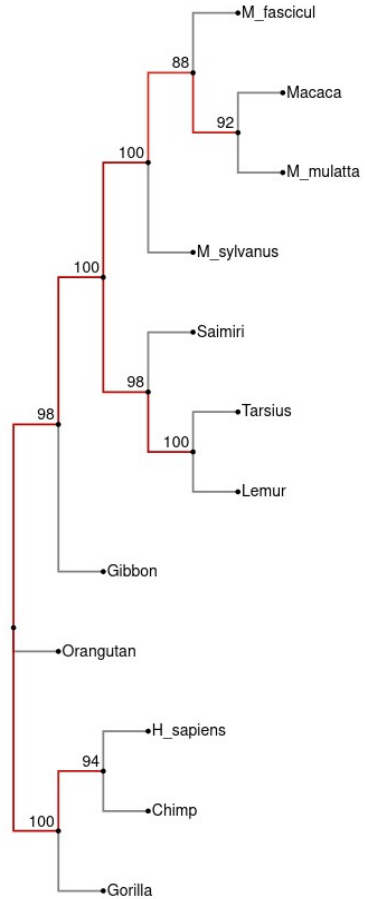 M_fascicul
88
Macaca
92
M_mulatta
100
M_sylvanus
100
Saimiri
98
Tarsius
98
100
Lemur
Gibbon
Orangutan
H_sapiens
94
Chimp
100
Gorilla